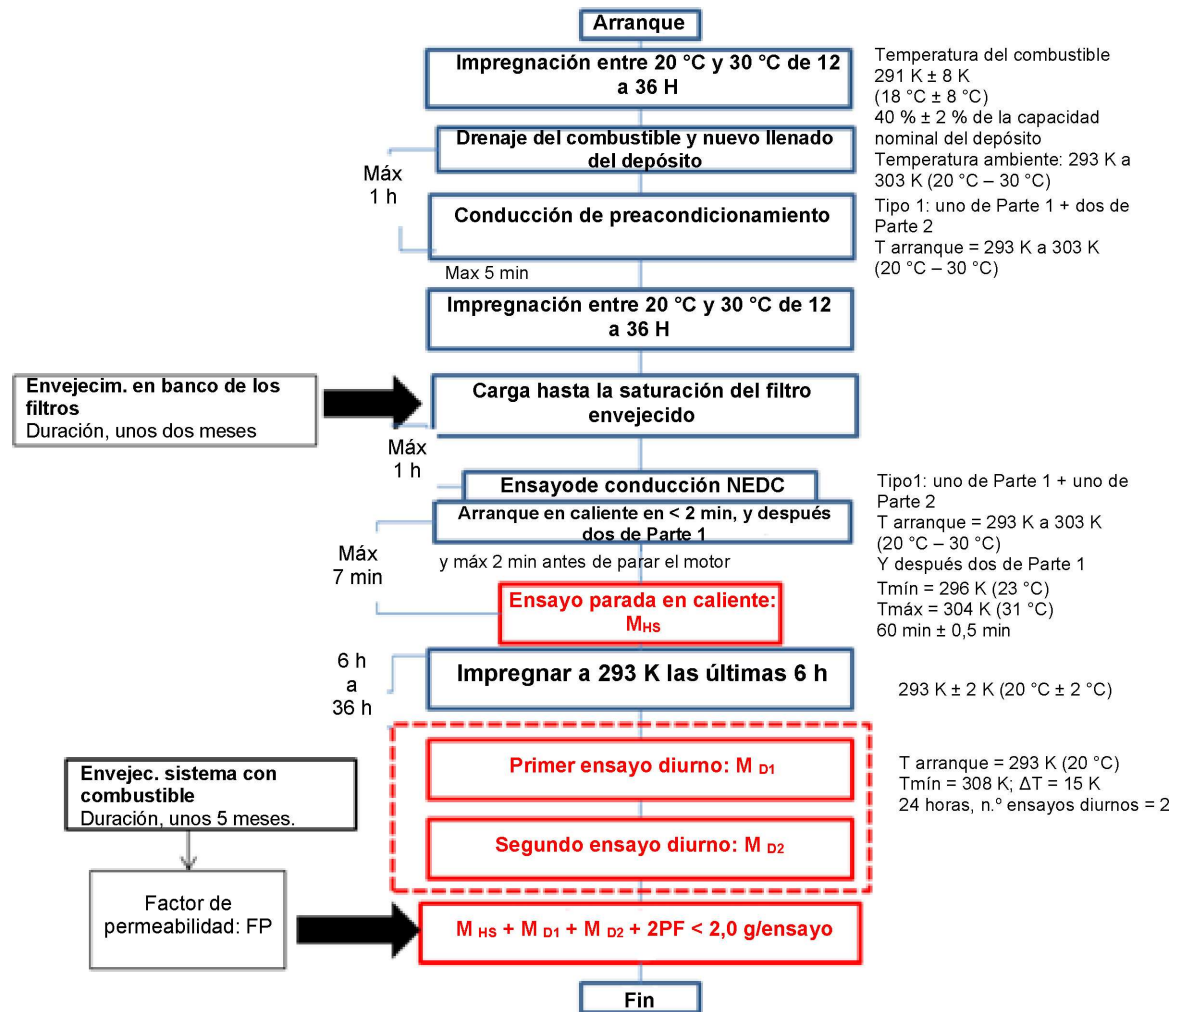 Arranque
Impregnación entre 20 °C y 30 °C de 12
a 36 H
Temperatura del combustible
291 K ± 8 K
(18 °C ± 8 °C)
40 % ± 2 % de la capacidad
nominal del depósito
Temperatura ambiente: 293 K a
303 K (20 °C – 30 °C)
Drenaje del combustible y nuevo llenado
del depósito
Máx
1 h
Conducción de preacondicionamiento
Tipo 1: uno de Parte 1 + dos de
Parte 2
T arranque = 293 K a 303 K
(20 °C – 30 °C)
Max 5 min
Impregnación entre 20 °C y 30 °C de 12
a 36 H
Envejecim. en banco de los
filtros
Duración, unos dos meses
Carga hasta la saturación del filtro
envejecido
Máx
1 h
Ensayode conducción NEDC
Tipo1: uno de Parte 1 + uno de
Parte 2
T arranque = 293 K a 303 K
(20 °C – 30 °C)
Y después dos de Parte 1
Arranque en caliente en < 2 min, y después
dos de Parte 1
Máx
7 min
y máx 2 min antes de parar el motor
Ensayo parada en caliente:
MHS
Tmín = 296 K (23 °C)
Tmáx = 304 K (31 °C)
60 min ± 0,5 min
6 h
a
36 h
Impregnar a 293 K las últimas 6 h
293 K ± 2 K (20 °C ± 2 °C)
Primer ensayo diurno: M D1
T arranque = 293 K (20 °C)
Tmín = 308 K; ΔT = 15 K
24 horas, n.º ensayos diurnos = 2
Envejec. sistema con
combustible
Duración, unos 5 meses.
Segundo ensayo diurno: M D2
Factor de
permeabilidad: FP
M HS + M D1 + M D2 + 2PF < 2,0 g/ensayo
Fin